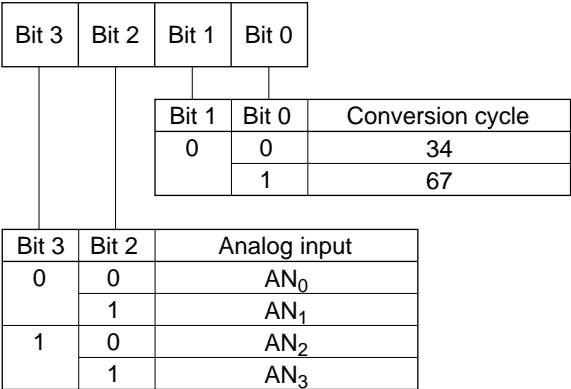 Bit 3 Bit 2 Bit 1 Bit 0
Bit 1 Bit 0 Conversion cycle
0 0 34
1 67
Bit 3 Bit 2 Analog input
0 0 AN0
1 AN1
1 0 AN2
1 AN3